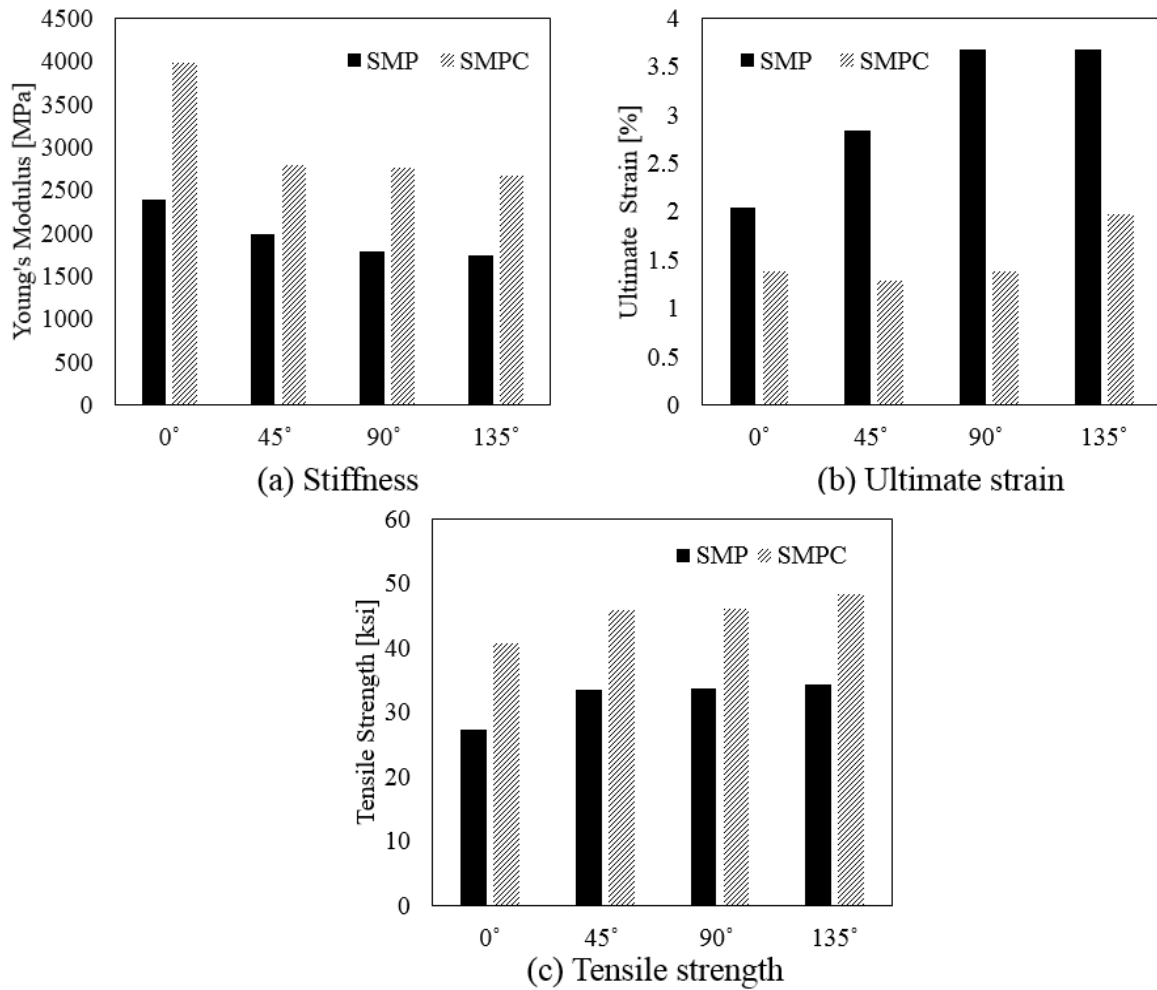 Young's Modulus [MPa]
4500
4000
3500
3000
2500
2000
1500
1000
500
0
SMP SMPC
0° 45° 90° 135°
(a) Stiffness
Ultimate Strain [%]
4
3.5
3
2.5
2
1.5
1
0.5
0
SMP SMPC
0° 45° 90° 135°
(b) Ultimate strain
Tensile Strength [ksi]
60
50
40
30
20
10
0
SMP SMPC
0° 45° 90° 135°
(c) Tensile strength